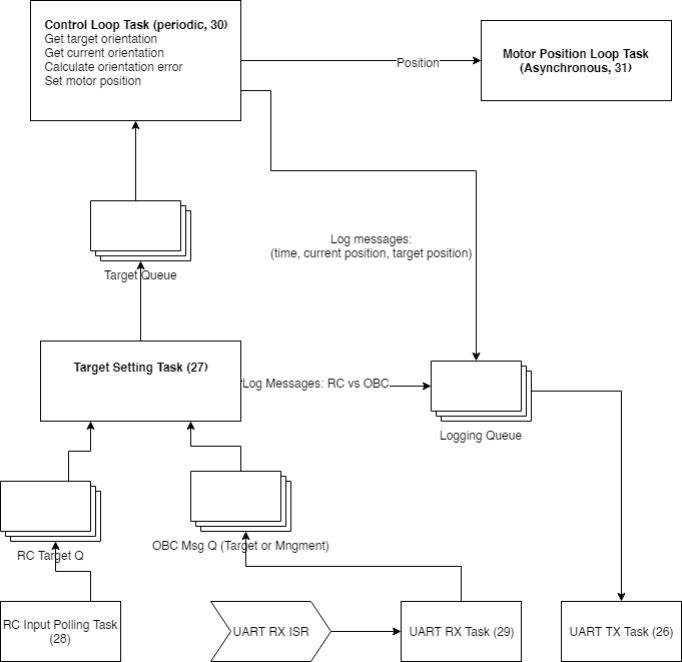 Control Loop Task (periodic, 30)
Get target orientation
Get current orientation
Calculate orientation error
Set motor position
Position
Motor Position Loop Task
(Asynchronous, 31)
Log messages:
(time, current position, target position)
Target Queue
Target Setting Task (27)
Log Messages: RC vs OBC
Logging Queue
RC Target Q
OBC Msg Q (Target or Mngment)
RC Input Polling Task
(28)
UART RX ISR
UART RX Task (29)
UART TX Task (26)